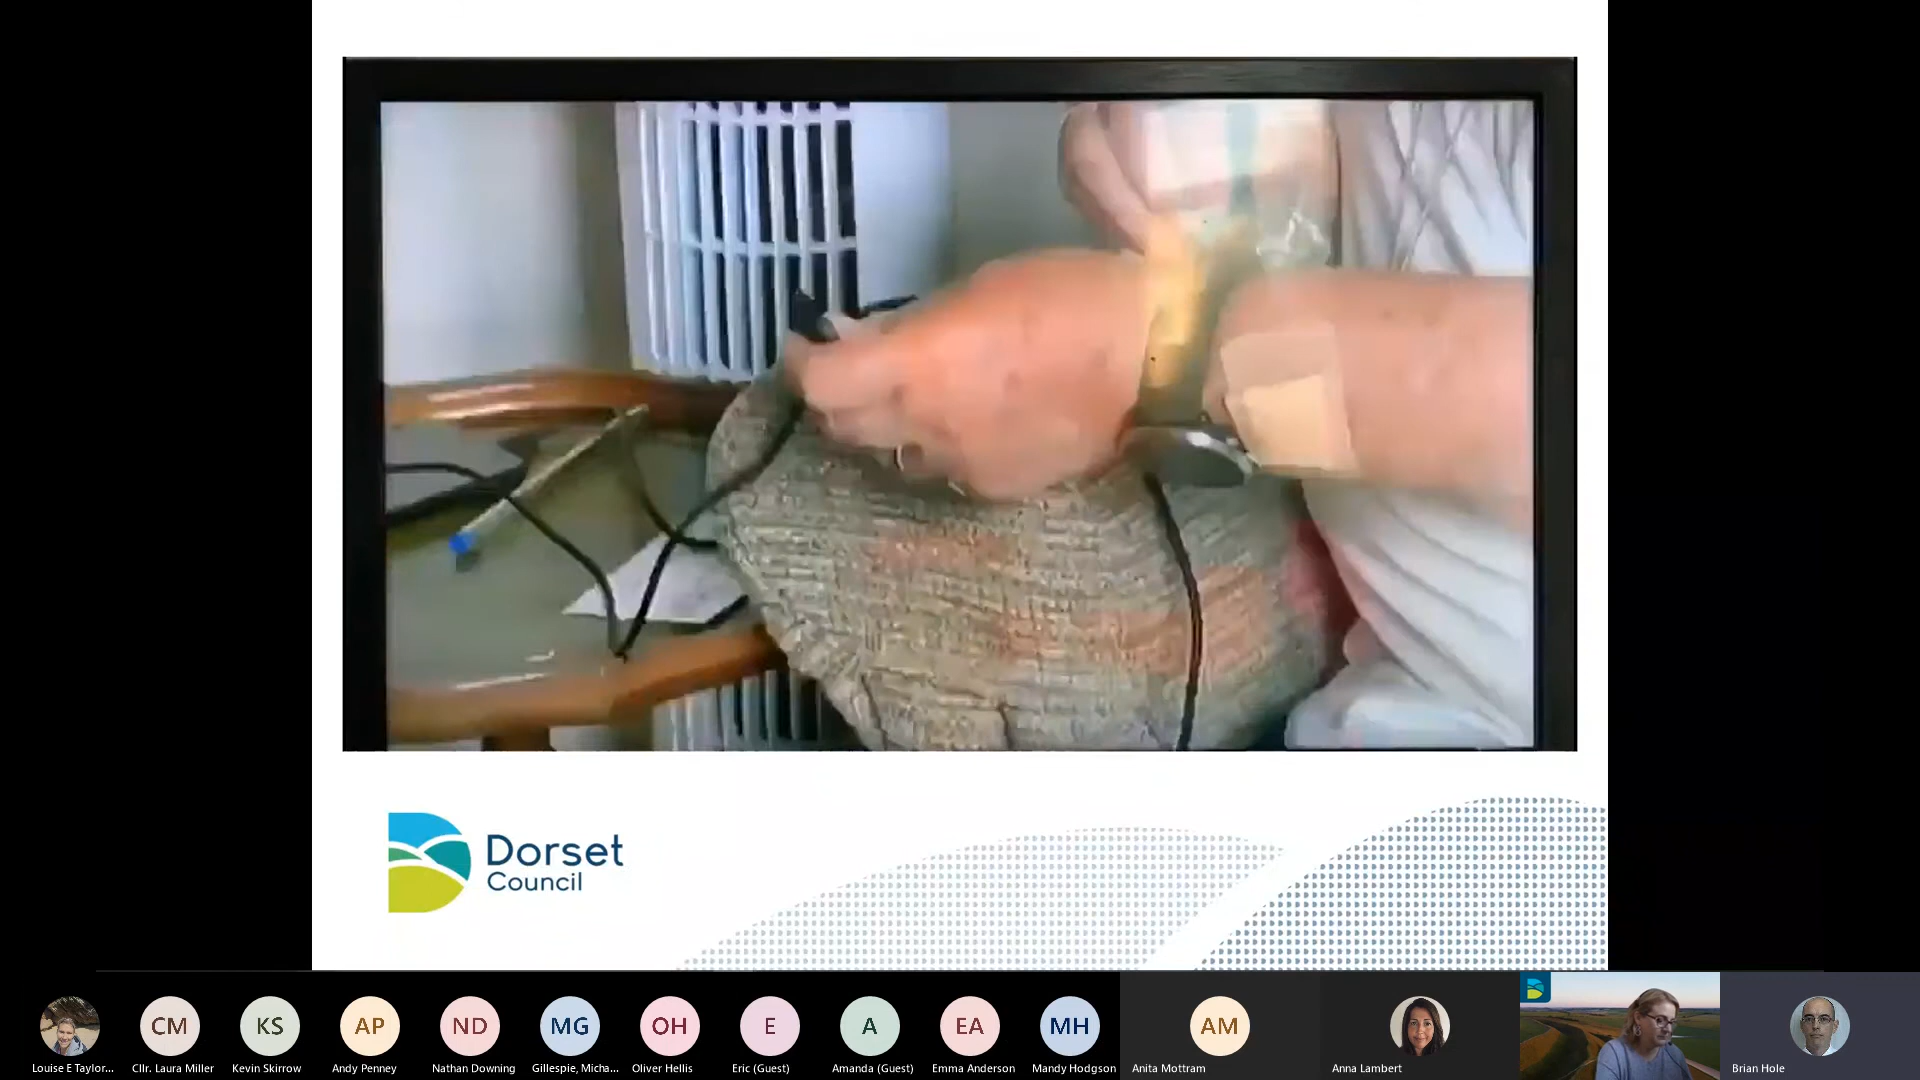 Dorset
Council
CM
KS
AP
ND
MG
OH
E
A
EA
MH
AM
Louise E Taylor...
Cllr. Laura Miller
Kevin Skirrow
Andy Penney
Nathan Downing
Gillespie, Micha...
Oliver Hellis
Eric (Guest)
Amanda (Guest)
Emma Anderson
Mandy Hodgson
Anita Mottram
Anna Lambert
Brian Hole